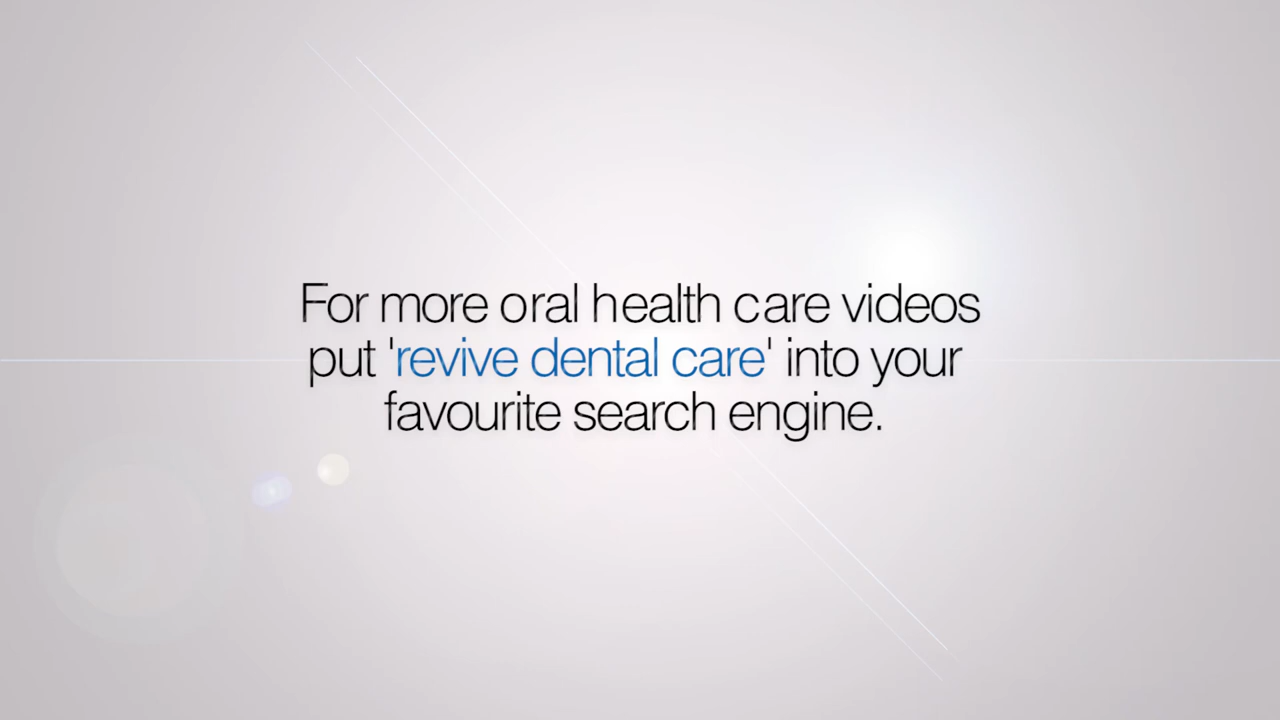 For more oral health care videos
put 'revive dental care' into your
favourite search engine.